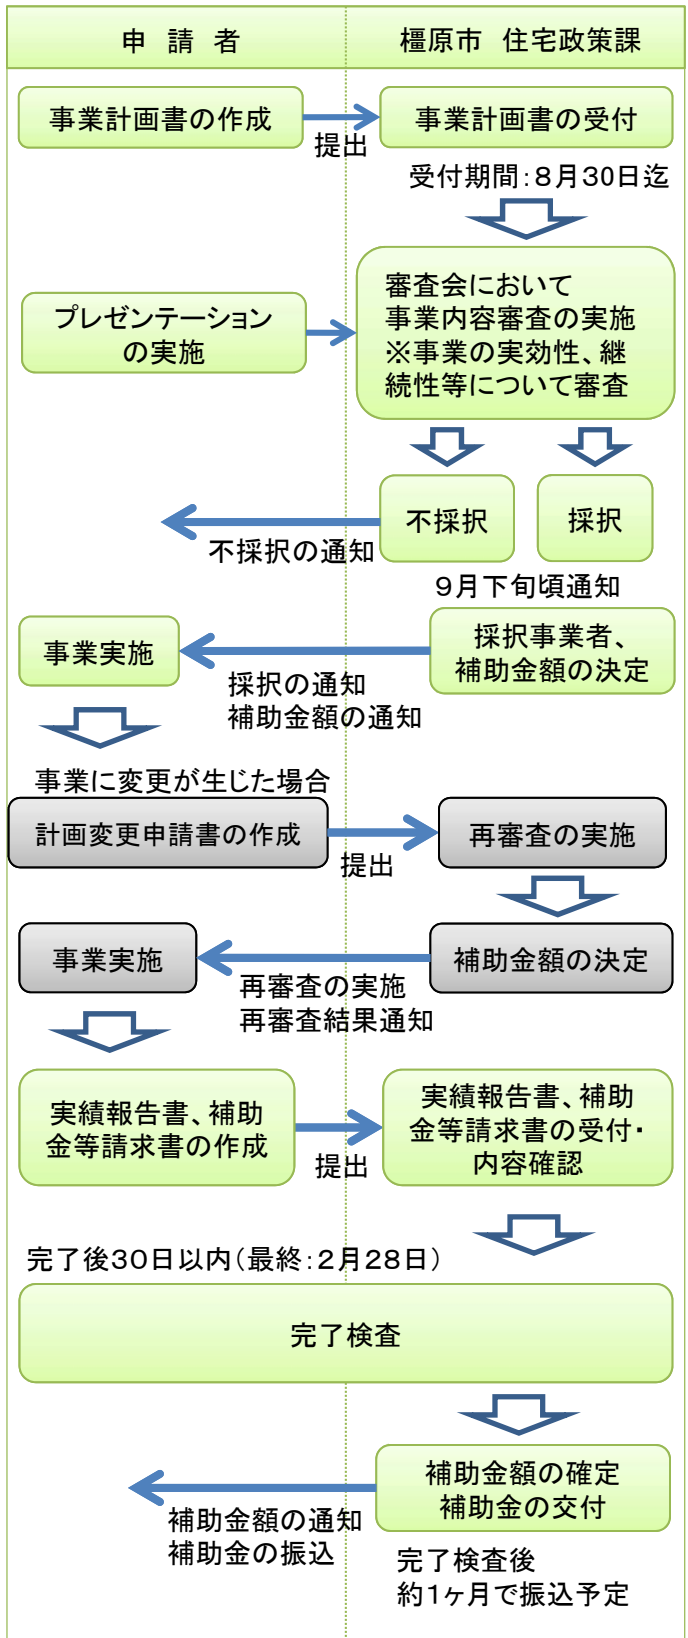 申 請 者
橿原市 住宅政策課
事業計画書の作成
提出
事業計画書の受付
受付期間：８月３０日迄
プレゼンテーション
の実施
審査会において
事業内容審査の実施
※事業の実効性、継
続性等について審査
不採択
採択
不採択の通知
９月下旬頃通知
採択事業者、
補助金額の決定
事業実施
採択の通知
補助金額の通知
事業に変更が生じた場合
計画変更申請書の作成
提出
再審査の実施
補助金額の決定
事業実施
再審査の実施
再審査結果通知
実績報告書、補助
金等請求書の作成
提出
実績報告書、補助
金等請求書の受付・
内容確認
完了後３０日以内（最終：２月２８日）
完了検査
補助金額の確定
補助金の交付
補助金額の通知
補助金の振込
完了検査後
約１ヶ月で振込予定